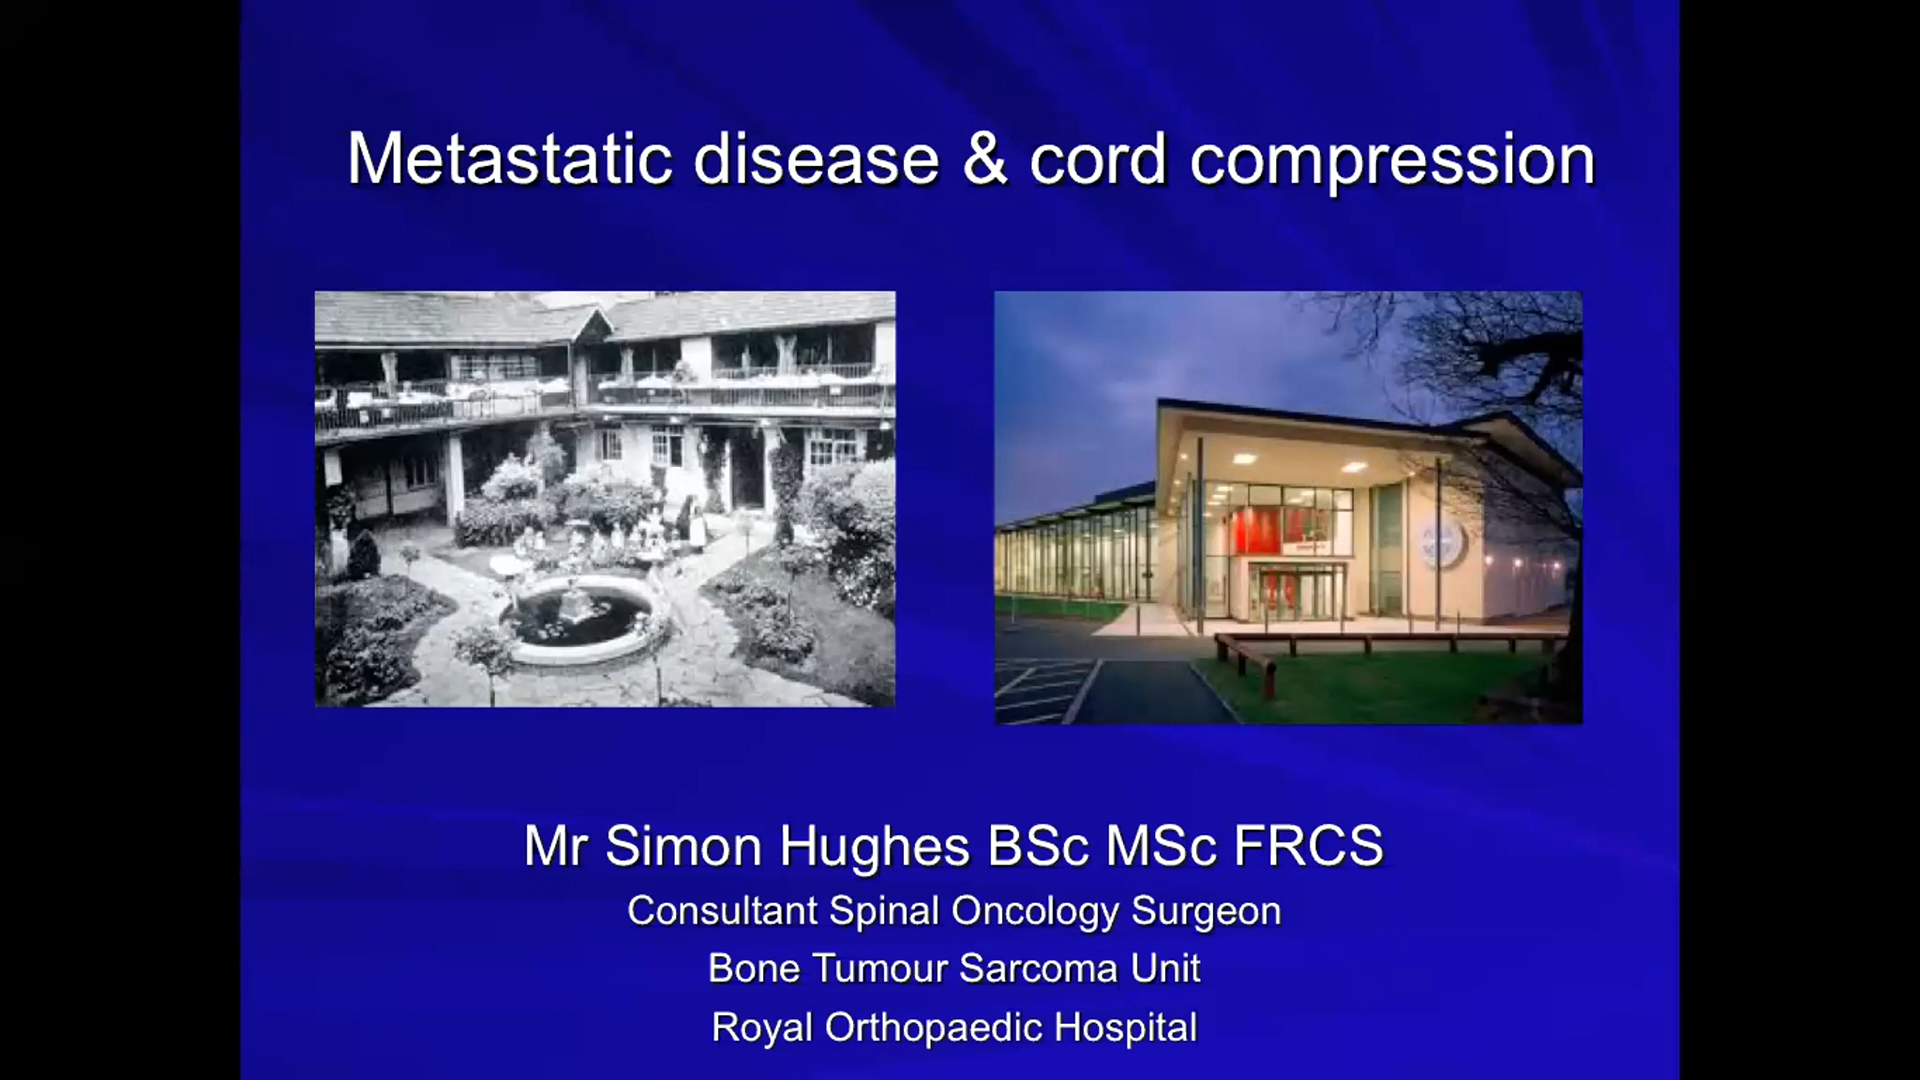 Metastatic disease & cord compression
Mr Simon Hughes BSc MSc FRCS
Consultant Spinal Oncology Surgeon
Bone Tumour Sarcoma Unit
Royal Orthopaedic Hospital